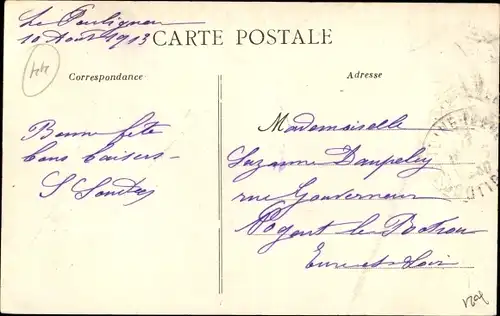 Le Pouliguen
10 Août 1913
CARTE POSTALE
Correspondance
Adresse
Bonne fête
bons baisers
Mademoiselle
Suzanne
rue Gouverneur
Nogent le Rotrou
Eure et Loir